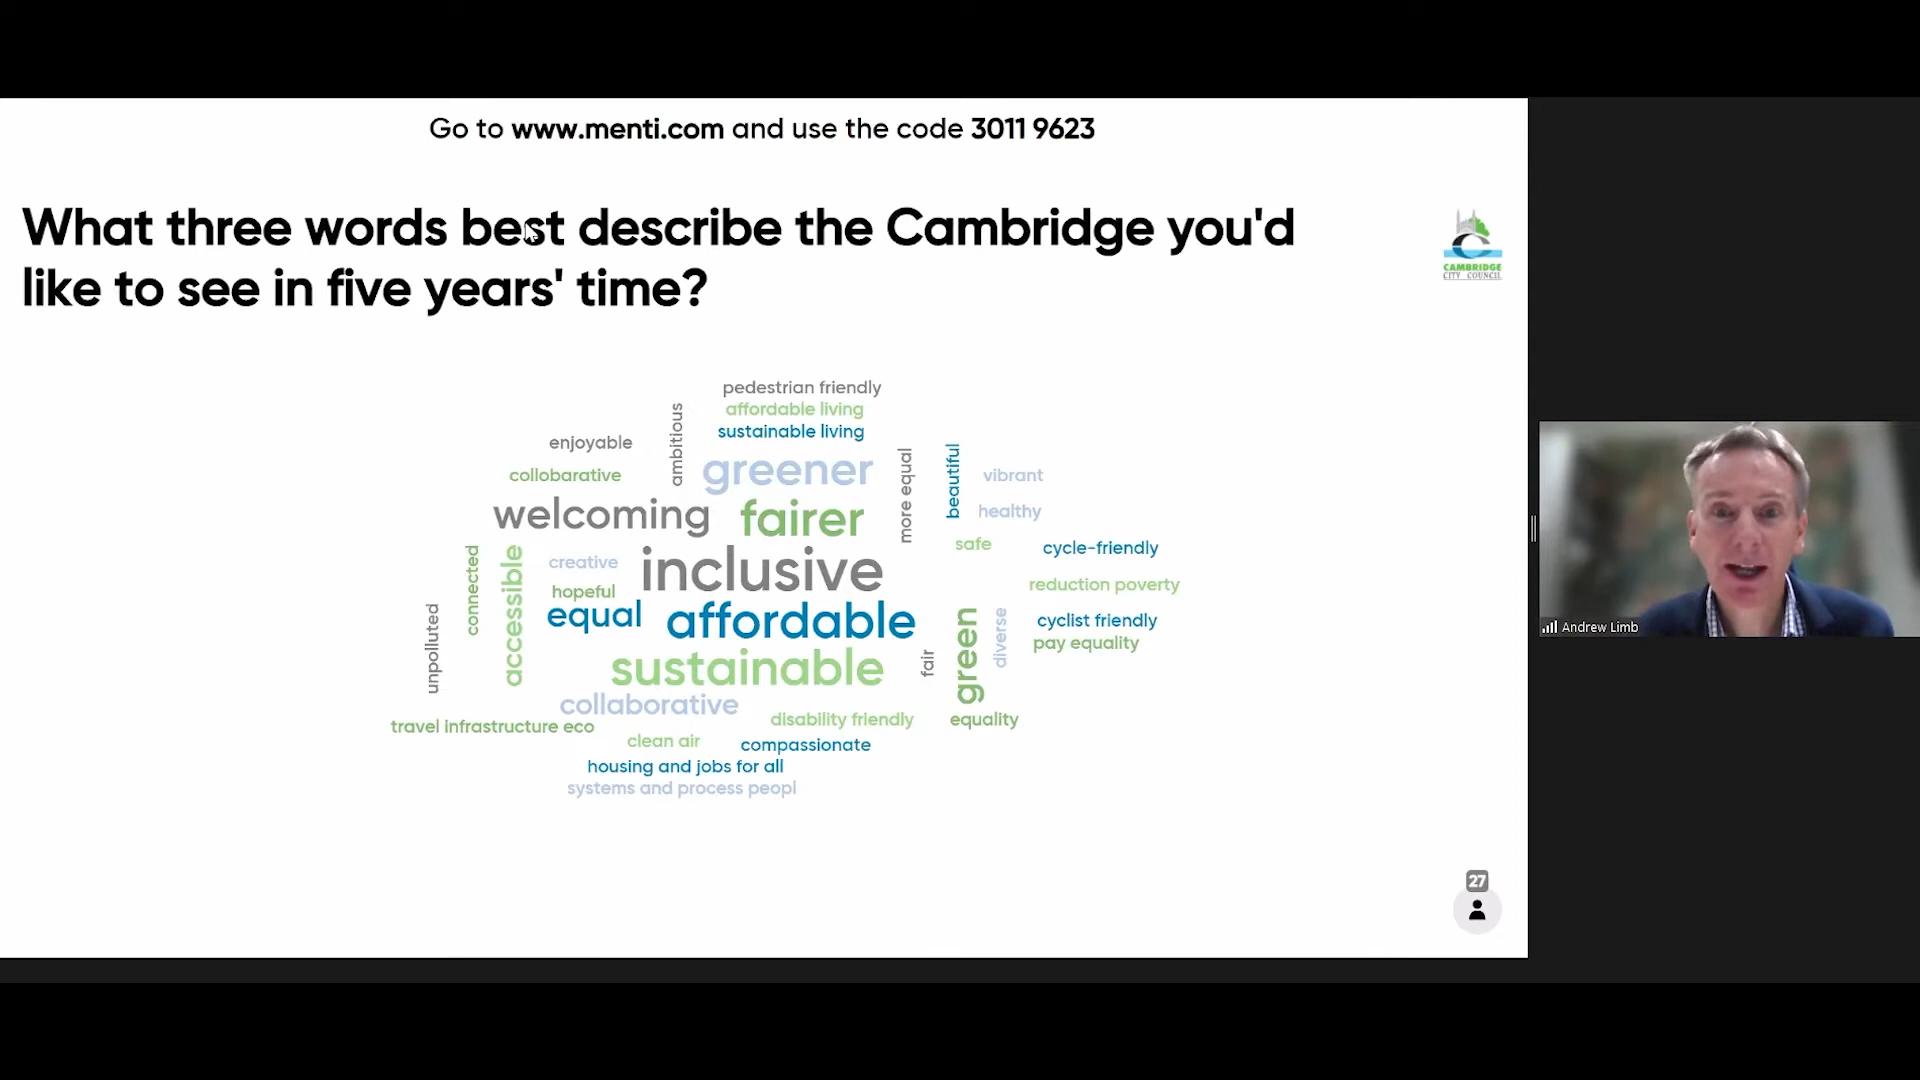 Go to www.menti.com and use the code 3011 9623
What three words best describe the Cambridge you'd
like to see in five years' time?
CAMBRIDGE
CITY COUNCIL
pedestrian friendly
affordable living
sustainable living
enjoyable
ambitious
collobarative
greener
more equal
beautiful
vibrant
welcoming
fairer
healthy
safe
cycle-friendly
connected
accessible
creative
inclusive
reduction poverty
hopeful
equal
affordable
green
diverse
cyclist friendly
pay equality
unpolluted
sustainable
fair
collaborative
travel infrastructure eco
disability friendly
equality
clean air
compassionate
housing and jobs for all
systems and process peopl
27
Andrew Limb